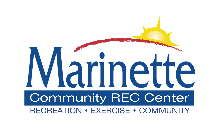 Marinette
Community REC Center
RECREATION • EXERCISE • COMMUNITY